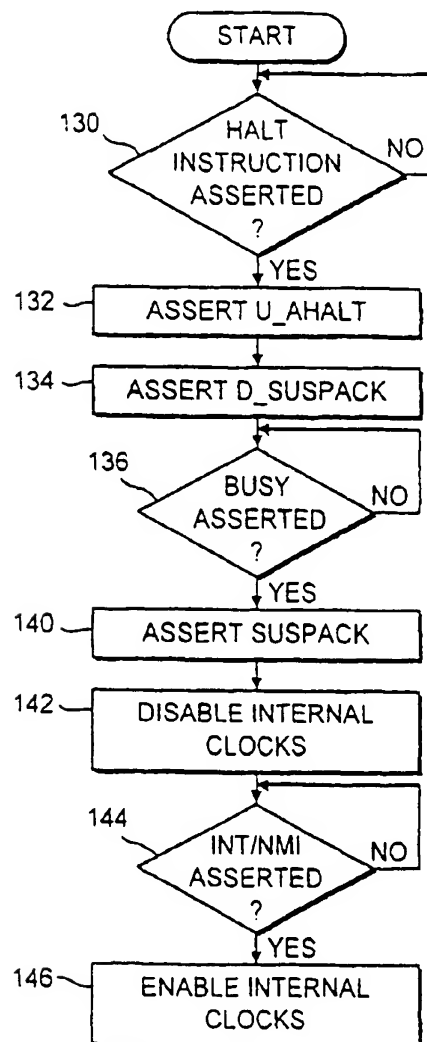 START
130
HALT
INSTRUCTION
ASSERTED
?
NO
YES
132
ASSERT U_AHALT
134
ASSERT D_SUSPACK
136
BUSY
ASSERTED
?
NO
YES
140
ASSERT SUSPACK
142
DISABLE INTERNAL
CLOCKS
144
INT/NMI
ASSERTED
?
NO
YES
146
ENABLE INTERNAL
CLOCKS